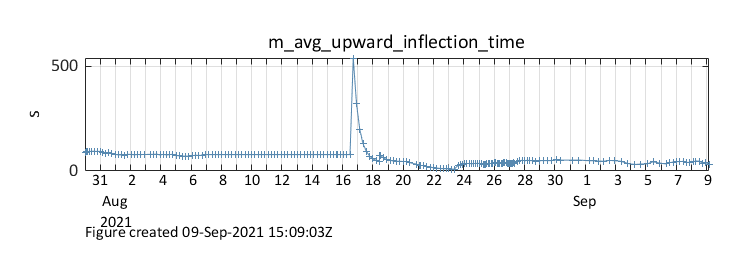 m_avg_upward_inflection_time
500
s
0
31 2 4 6 8 10 12 14 16 18 20 22 24 26 28 30 1 3 5 7 9
Aug Sep
2021
Figure created 09-Sep-2021 15:09:03Z